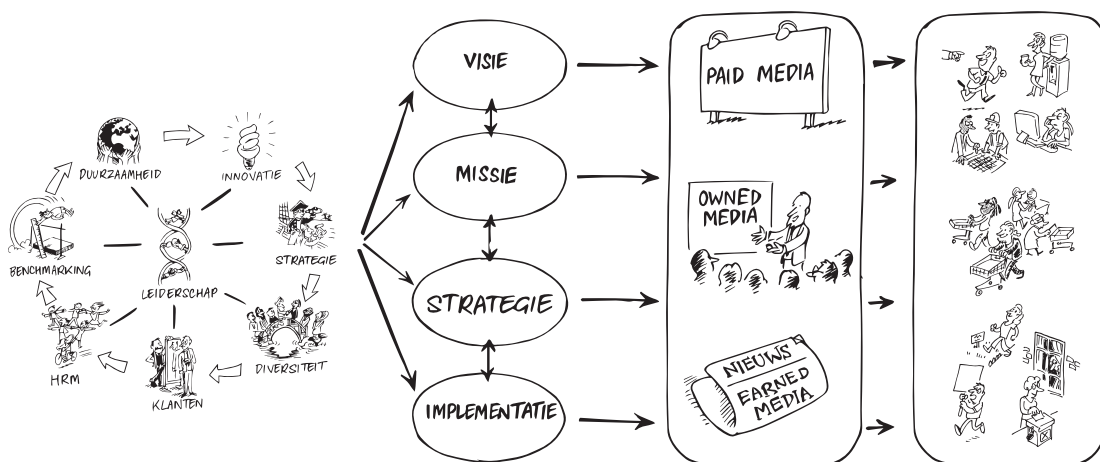 DUURZAAMHEID
INNOVATIE
STRATEGIE
DIVERSITEIT
KLANTEN
HRM
BENCHMARKING
LEIDERSCHAP
VISIE
MISSIE
STRATEGIE
IMPLEMENTATIE
PAID MEDIA
OWNED
MEDIA
NIEUWS
EARNED
MEDIA